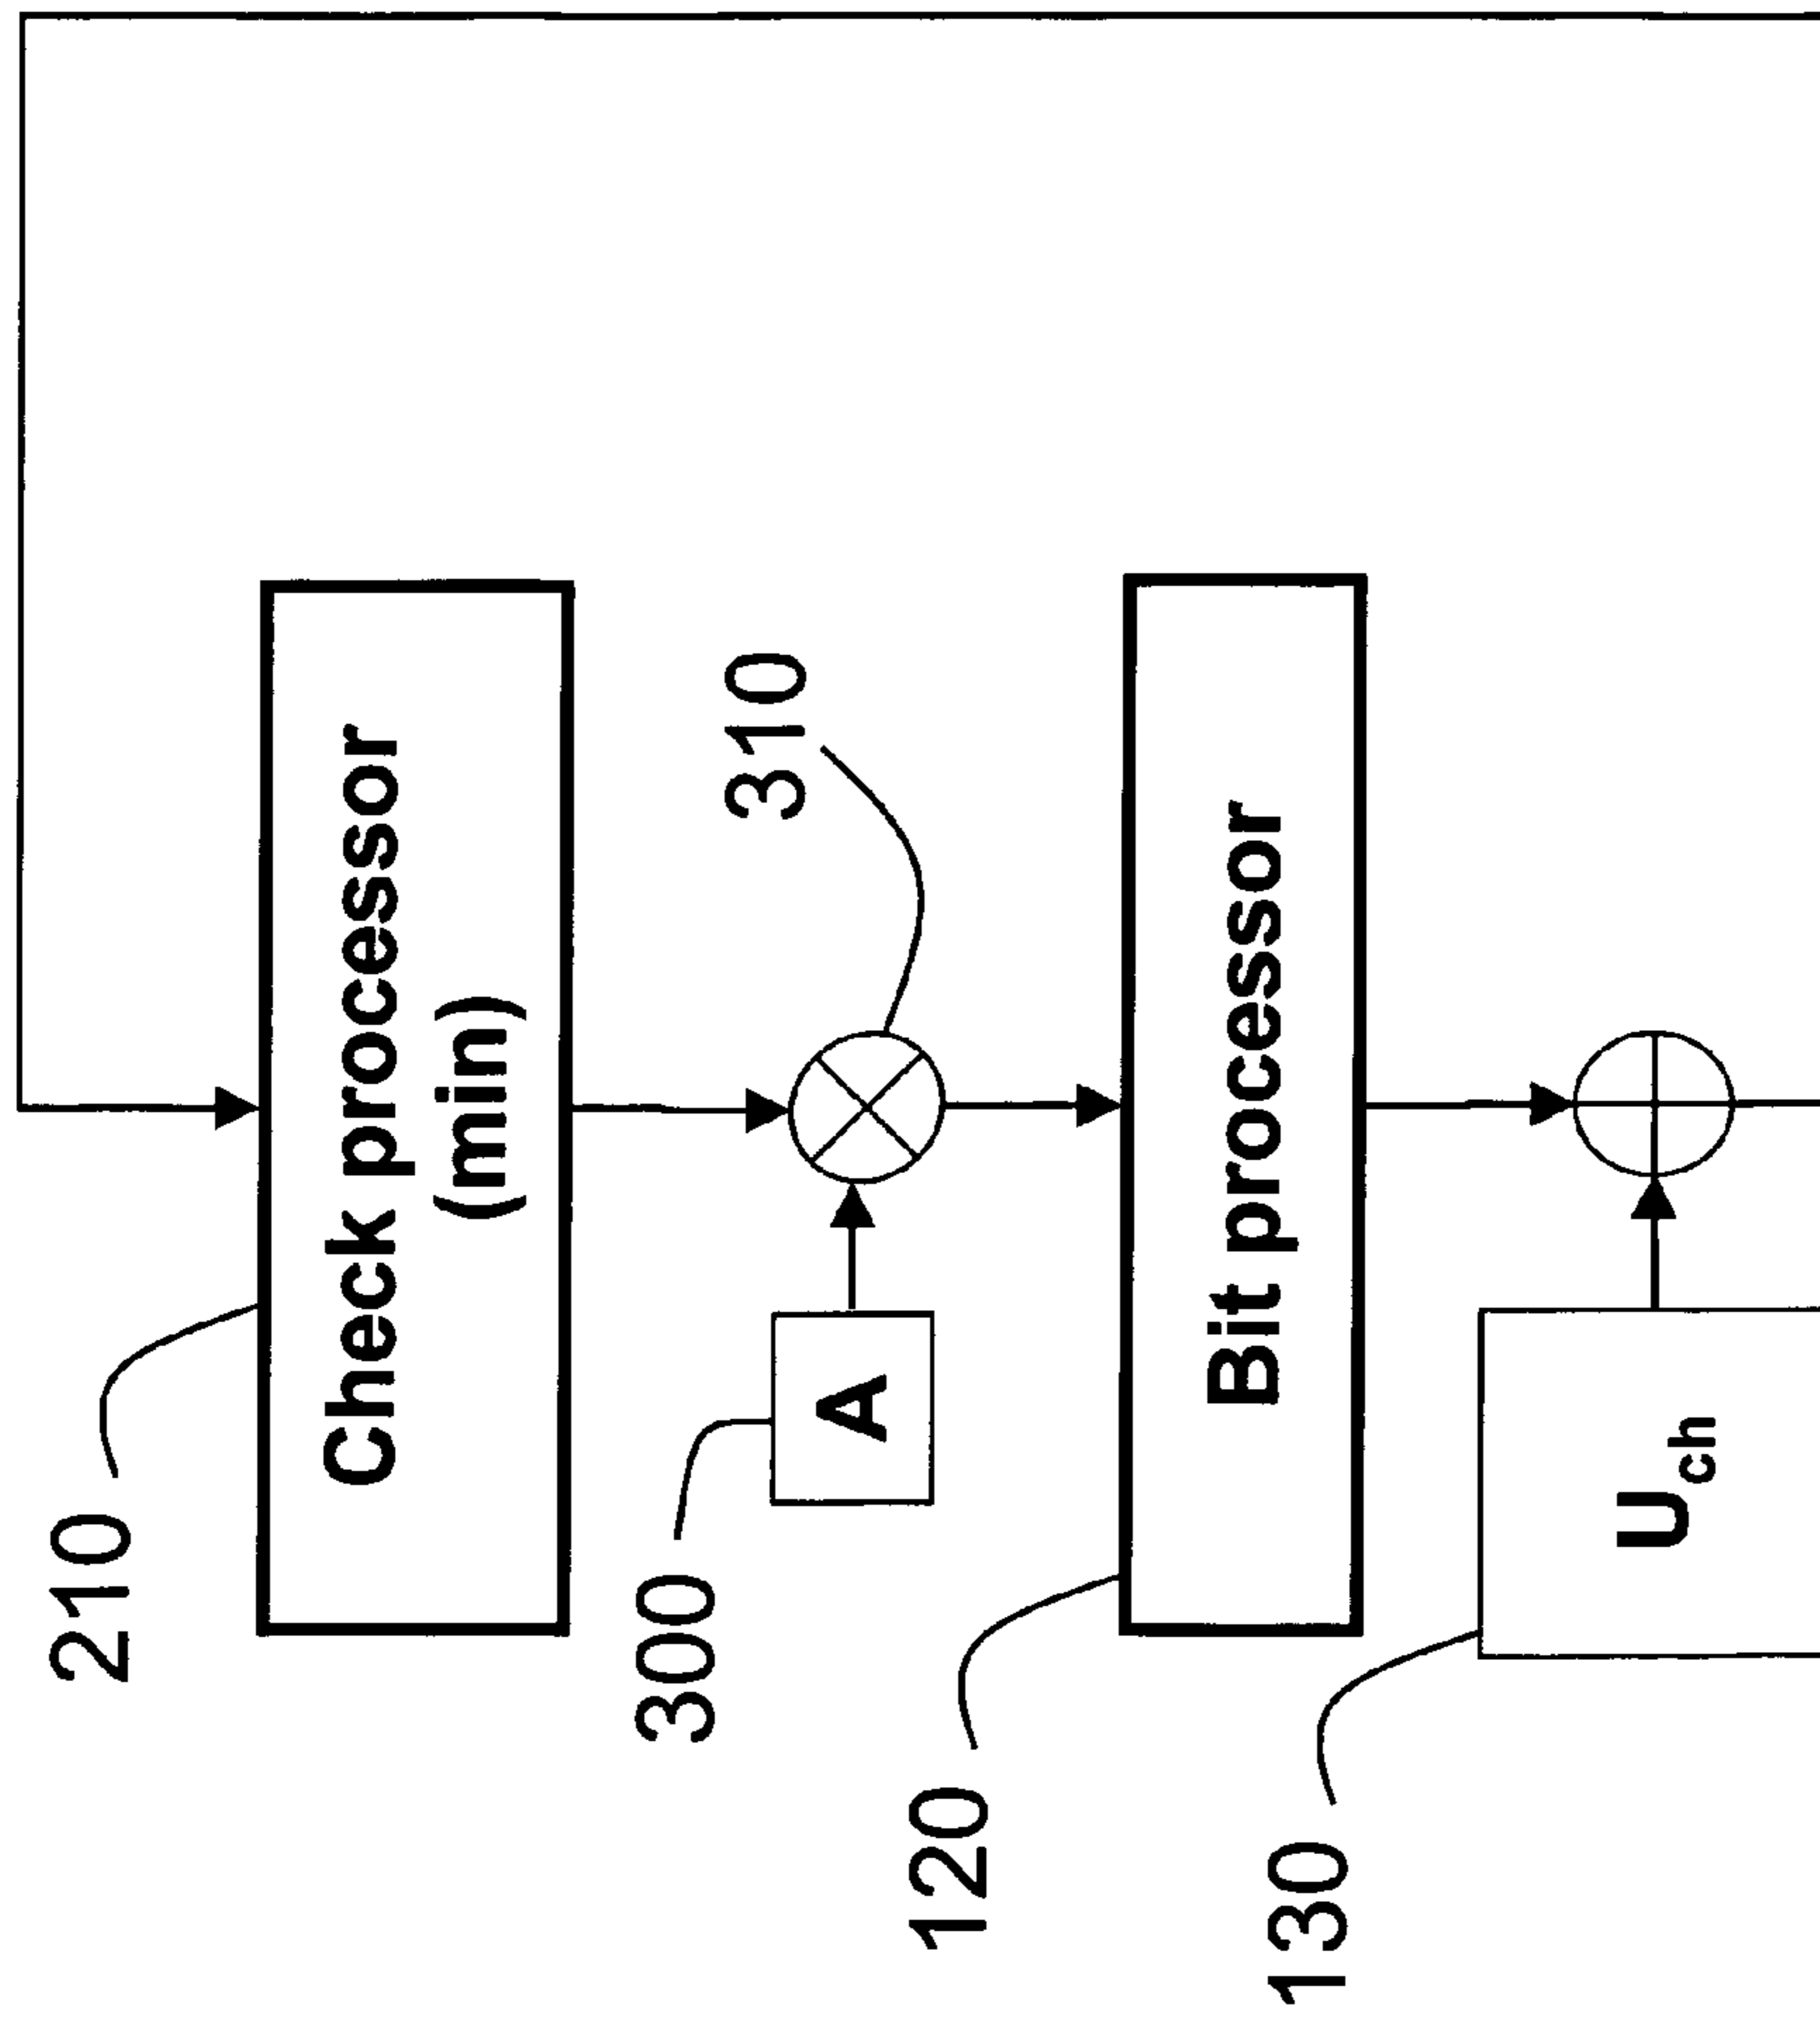 210
Check processor
(min)
310
300
A
120
Bit processor
130
Uch